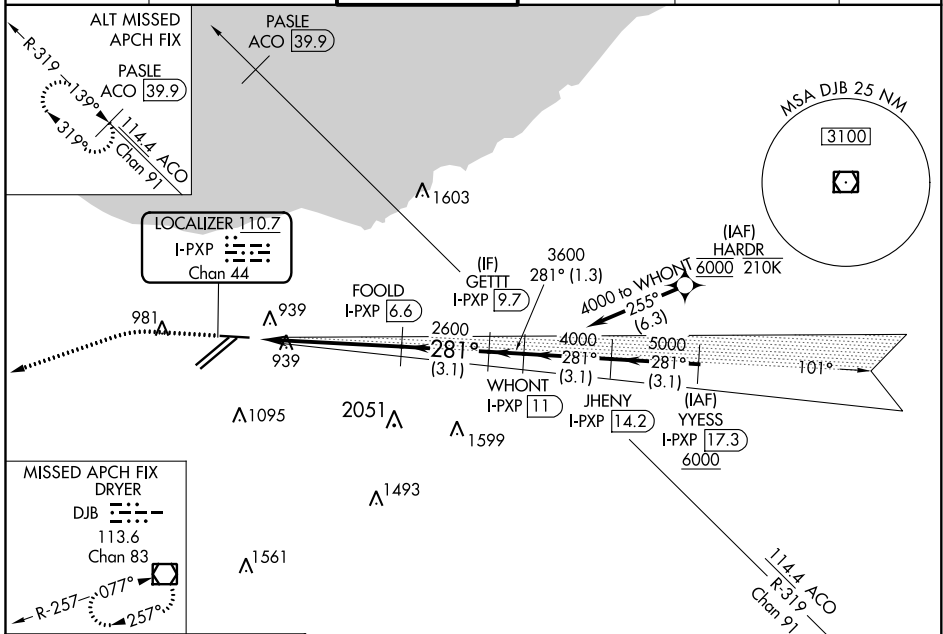 ALT MISSED
APCH FIX
PASLE
ACO 39.9
R-319
139°
319°
114.4 ACO
Chan 91
PASLE
ACO 39.9
MSA DJB 25 NM
3100
1603
LOCALIZER 110.7
I-PXP
Chan 44
(IAF)
HARDR
6000 210K
4000 to WHONT
255°
(6.3)
3600
281° (1.3)
(IF)
GETTT
I-PXP 9.7
FOOLD
I-PXP 6.6
981
939
939
2600
281°
(3.1)
4000
281°
(3.1)
5000
281°
(3.1)
101°
WHONT
I-PXP 11
JHENY
I-PXP 14.2
(IAF)
YYESS
I-PXP 17.3
6000
1095
2051
1599
1493
1561
MISSED APCH FIX
DRYER
DJB
113.6
Chan 83
R-257
077°
257°
114.4 ACO
R-319
Chan 91